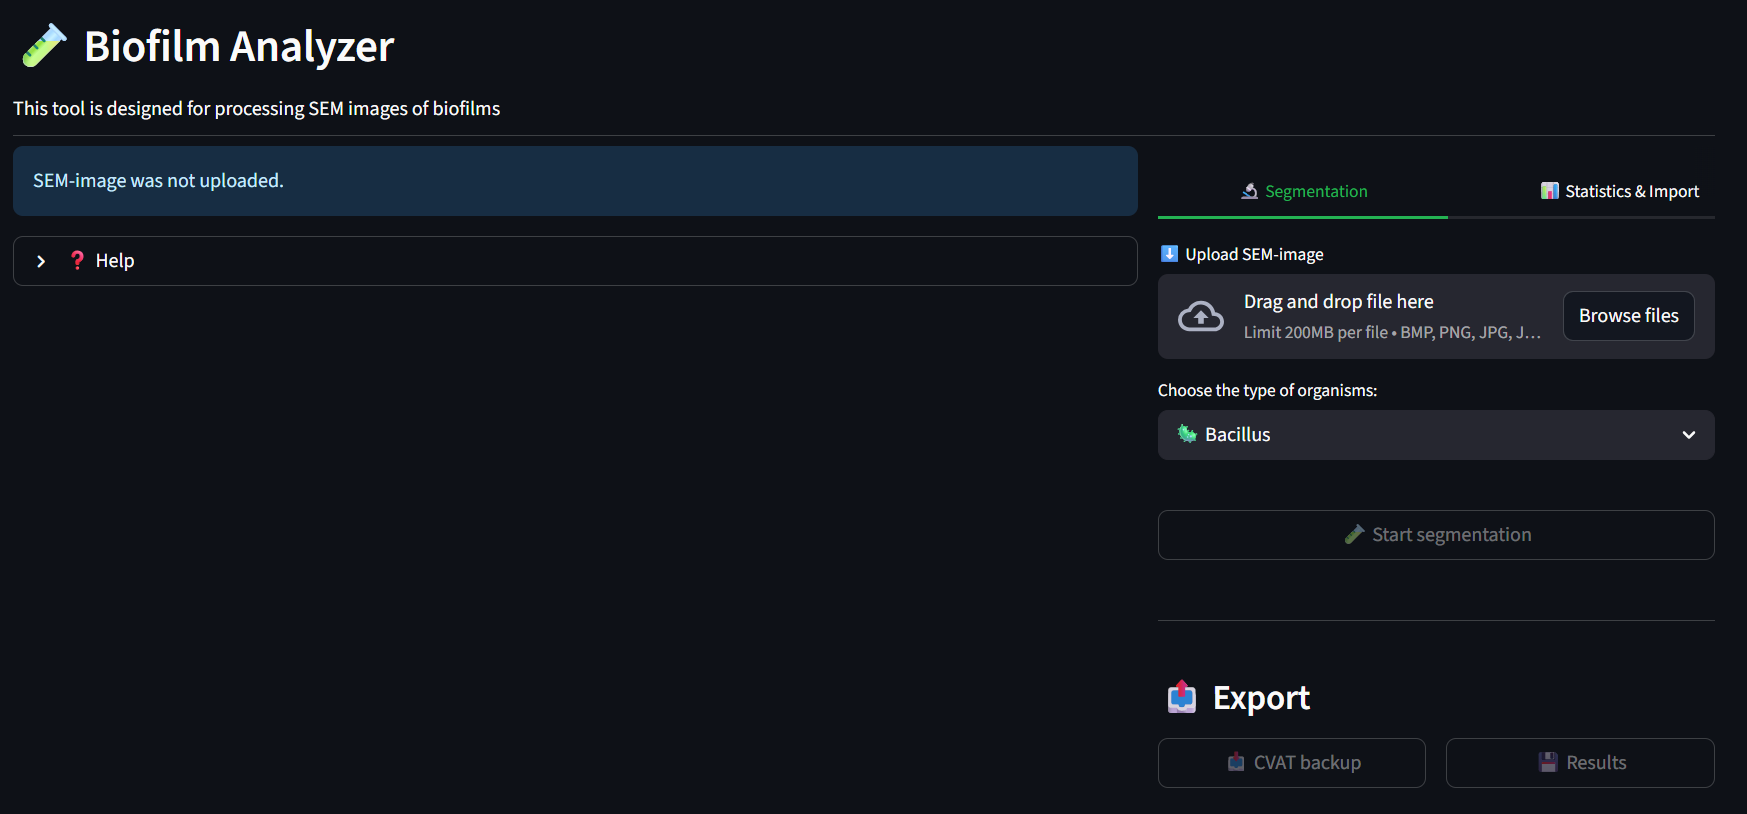 Biofilm Analyzer
This tool is designed for processing SEM images of biofilms
SEM-image was not uploaded.
Help
Segmentation
Statistics & Import
Upload SEM-image
Drag and drop file here
Limit 200MB per file • BMP, PNG, JPG, J...
Browse files
Choose the type of organisms:
Bacillus
Start segmentation
Export
CVAT backup
Results